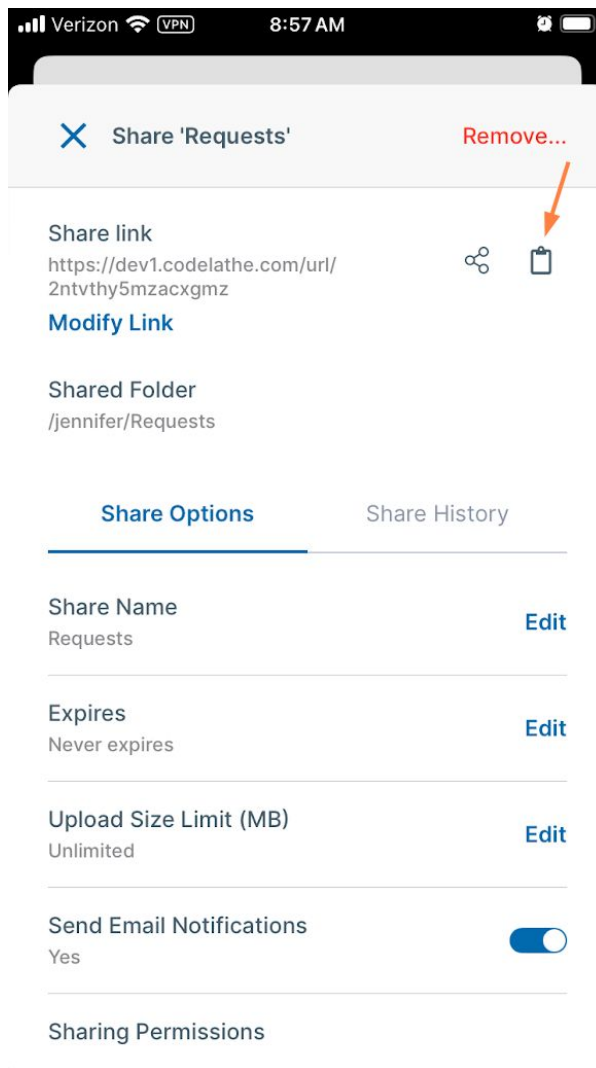 Verizon VPN 8:57 AM
Share 'Requests' Remove...
Share link
https://dev1.codelathe.com/url/
2ntvthy5mzacxgmz
Modify Link
Shared Folder
/jennifer/Requests
Share Options Share History
Share Name
Requests
Edit
Expires
Never expires
Edit
Upload Size Limit (MB)
Unlimited
Edit
Send Email Notifications
Yes
Sharing Permissions